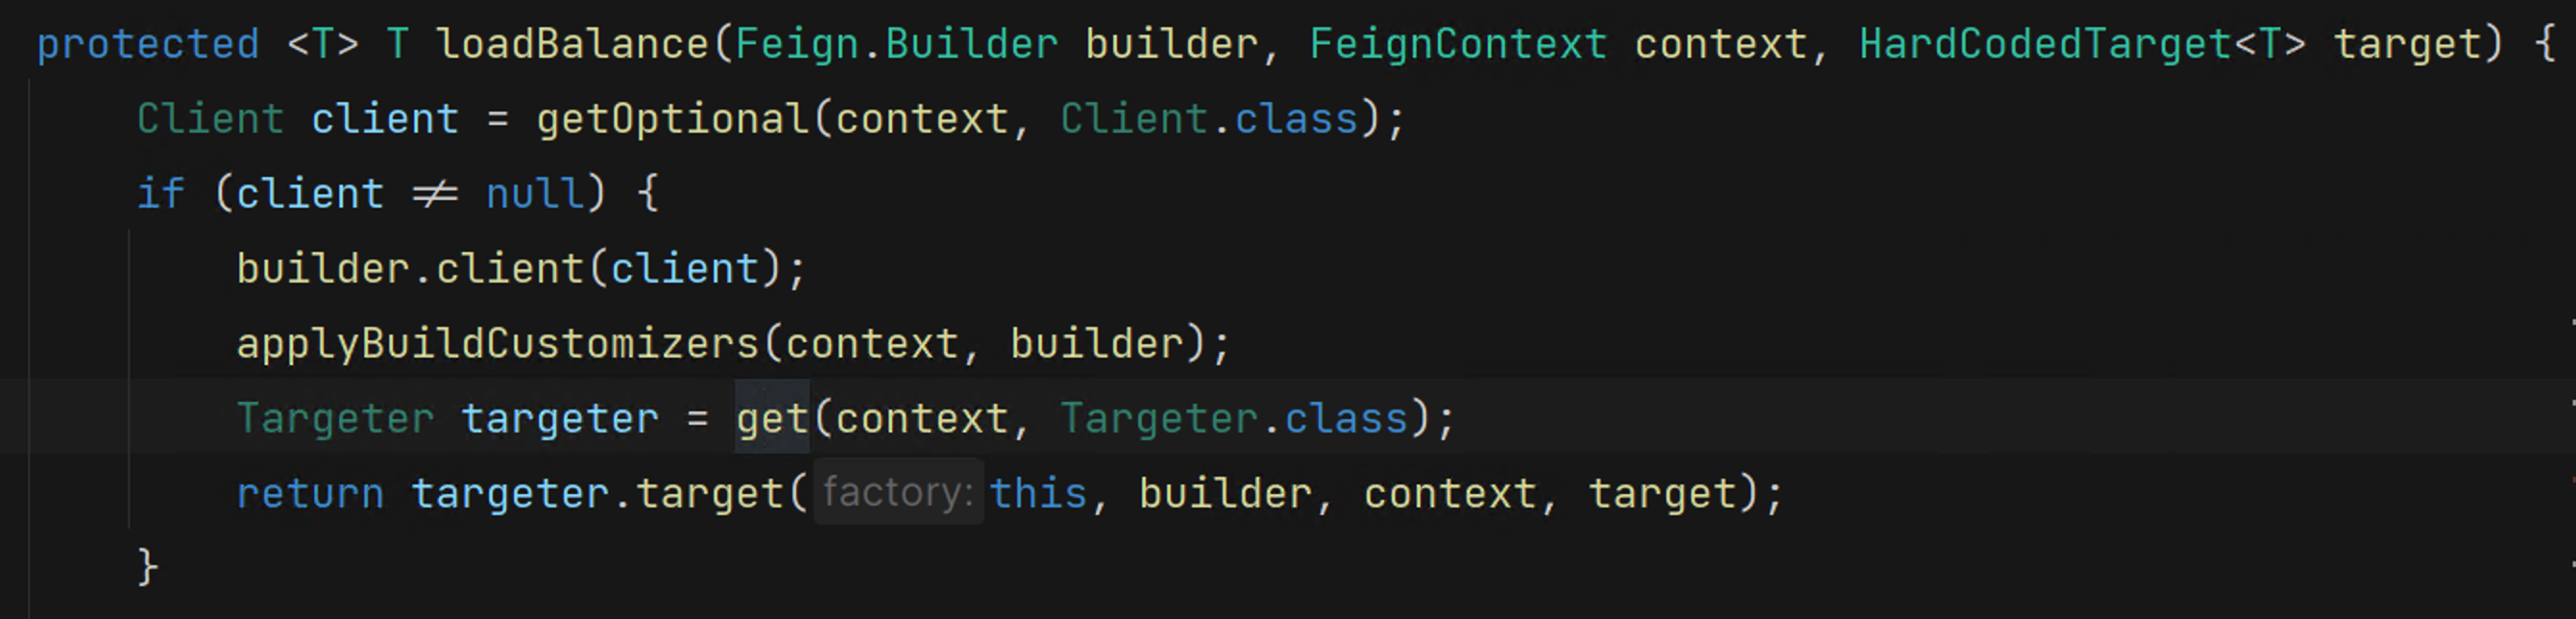 protected <T> T loadBalance(Feign.Builder builder, FeignContext context, HardCodedTarget<T> target) {
Client client = getOptional(context, Client.class);
if (client ≠ null) {
builder.client(client);
applyBuildCustomizers(context, builder);
Targeter targeter = get(context, Targeter.class);
return targeter.target( factory: this, builder, context, target);
}